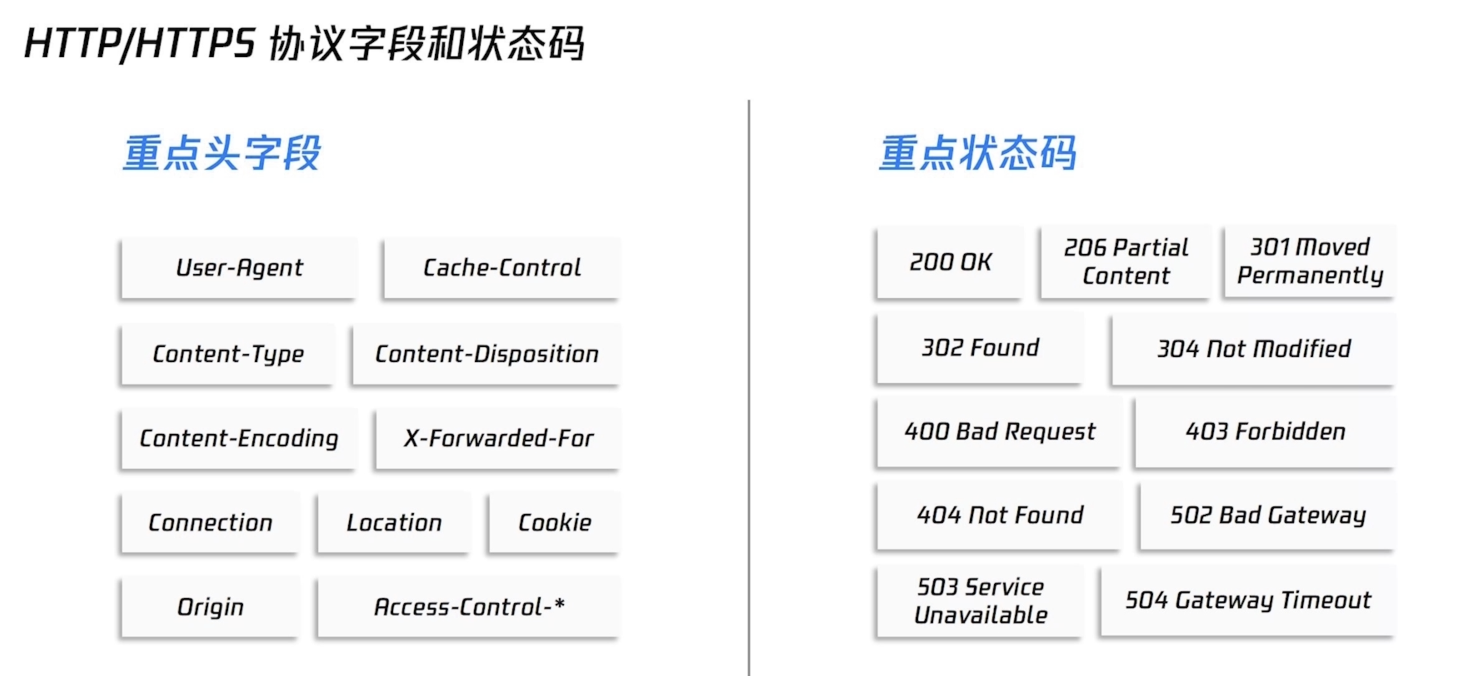 HTTP/HTTPS 协议字段和状态码
重点头字段
User-Agent
Cache-Control
Content-Type
Content-Disposition
Content-Encoding
X-Forwarded-For
Connection
Location
Cookie
Origin
Access-Control-*
重点状态码
200 OK
206 Partial
Content
301 Moved
Permanently
302 Found
304 Not Modified
400 Bad Request
403 Forbidden
404 Not Found
502 Bad Gateway
503 Service
Unavailable
504 Gateway Timeout